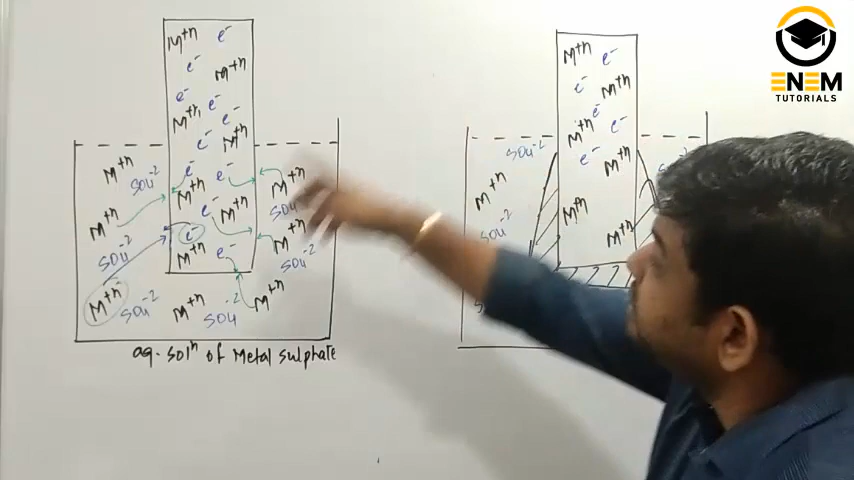 M+n e-
e- M+n
e- e-
M+n e-
e- M+n
M+n SO4-2 e- e- M+n
M+n SO4-2
M+n e- M+n
SO4-2 e- M+n
M+n e- SO4-2
M+n SO4-2 M+n SO4-2 M+n
aq. soln of Metal sulphate
M+n e-
e- M+n
e-
M+n e-
e- M+n
SO4-2
M+n M+n
SO4-2 M+n
ENEM
TUTORIALS